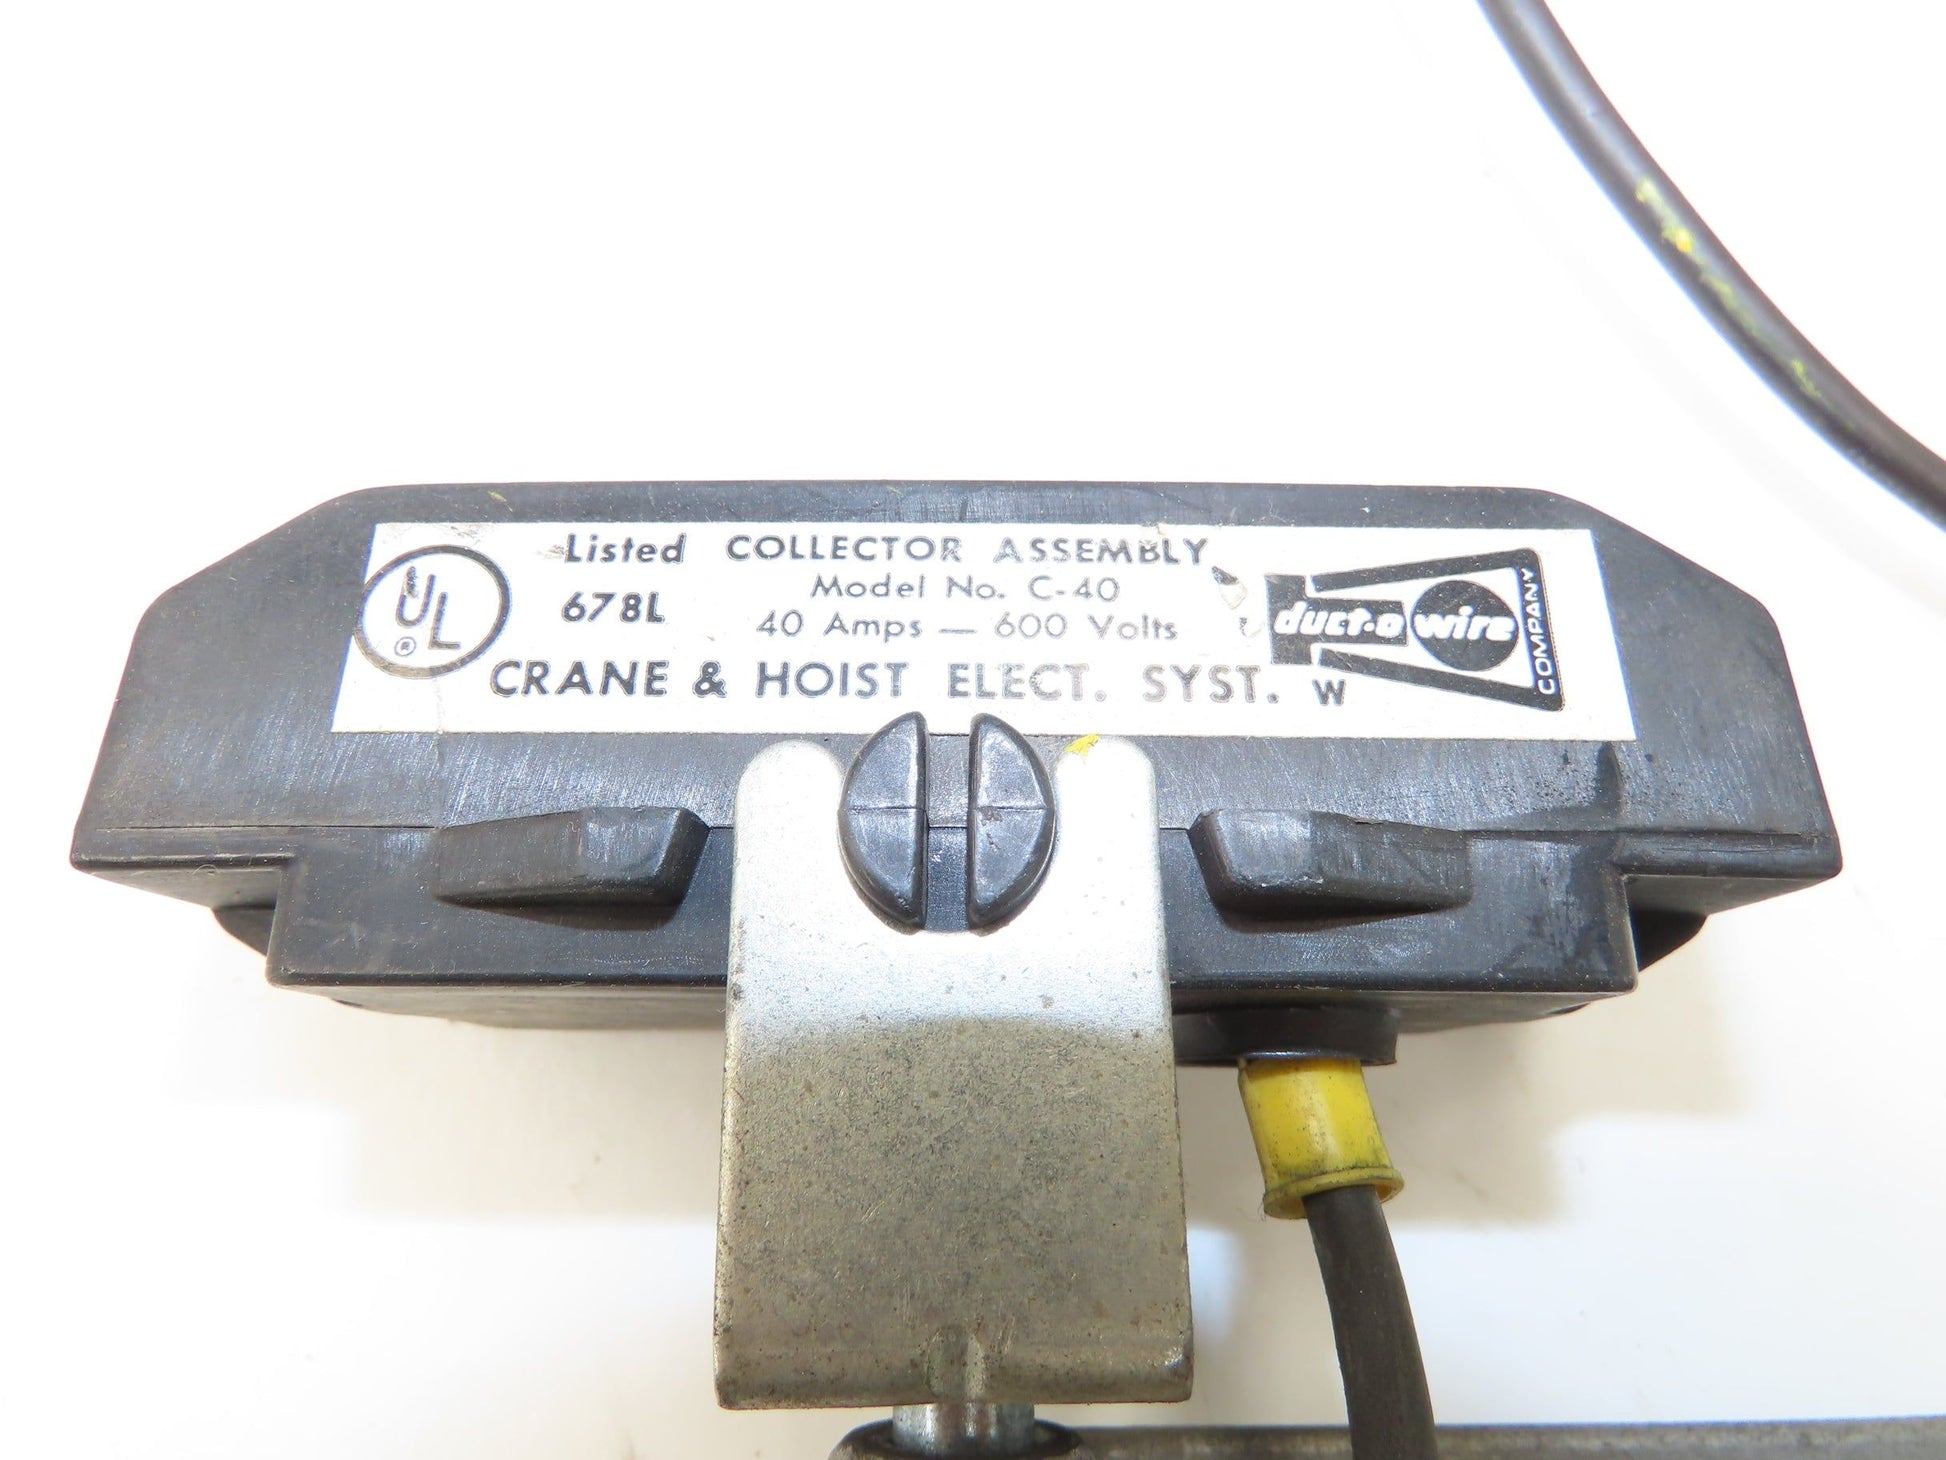 UL ®
Listed COLLECTOR ASSEMBLY
678L Model No. C-40
40 Amps — 600 Volts
CRANE & HOIST ELECT. SYST. W
duct-o wire
COMPANY